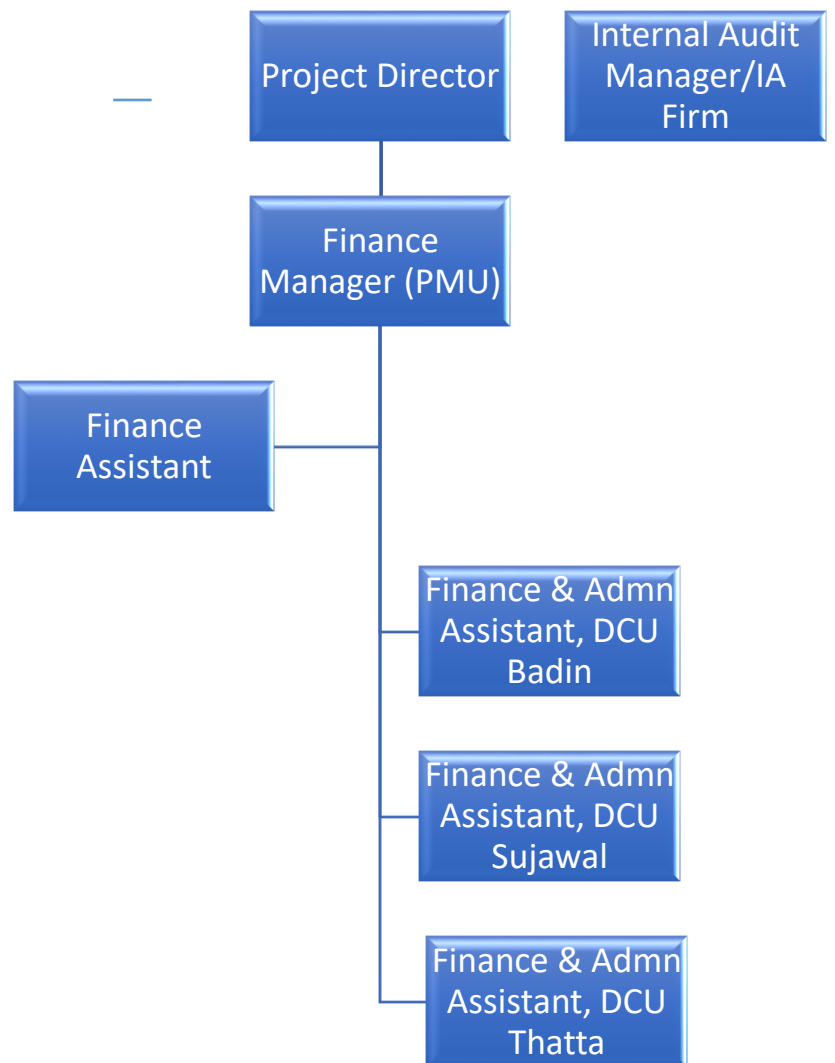 Project Director
Internal Audit
Manager/IA
Firm
Finance
Manager (PMU)
Finance
Assistant
Finance & Admn
Assistant, DCU
Badin
Finance & Admn
Assistant, DCU
Sujawal
Finance & Admn
Assistant, DCU
Thatta